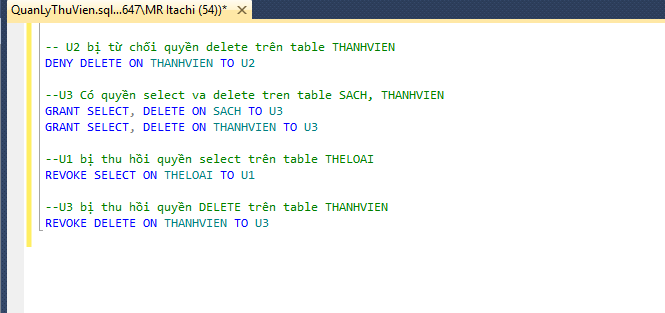 QuanLyThuVien.sql...647\MR Itachi (54))*
-- U2 bị từ chối quyền delete trên table THANHVIEN
DENY DELETE ON THANHVIEN TO U2
--U3 Có quyền select va delete tren table SACH, THANHVIEN
GRANT SELECT, DELETE ON SACH TO U3
GRANT SELECT, DELETE ON THANHVIEN TO U3
--U1 bị thu hồi quyền select trên table THELOAI
REVOKE SELECT ON THELOAI TO U1
--U3 bị thu hồi quyền DELETE trên table THANHVIEN
REVOKE DELETE ON THANHVIEN TO U3